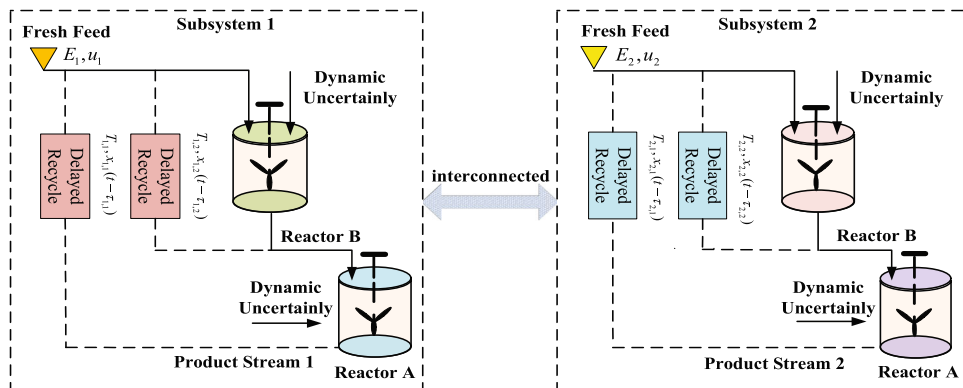 Subsystem 1
Fresh Feed
E₁, u₁
Dynamic
Uncertainly
Delayed
Recycle
T₁,₁, x₁,₁(t−τ₁,₁)
Delayed
Recycle
T₁,₂, x₁,₂(t−τ₁,₂)
Reactor B
Dynamic
Uncertainly
Product Stream 1
Reactor A
interconnected
Subsystem 2
Fresh Feed
E₂, u₂
Dynamic
Uncertainly
Delayed
Recycle
T₂,₁, x₂,₁(t−τ₂,₁)
Delayed
Recycle
T₂,₂, x₂,₂(t−τ₂,₂)
Reactor B
Dynamic
Uncertainly
Product Stream 2
Reactor A